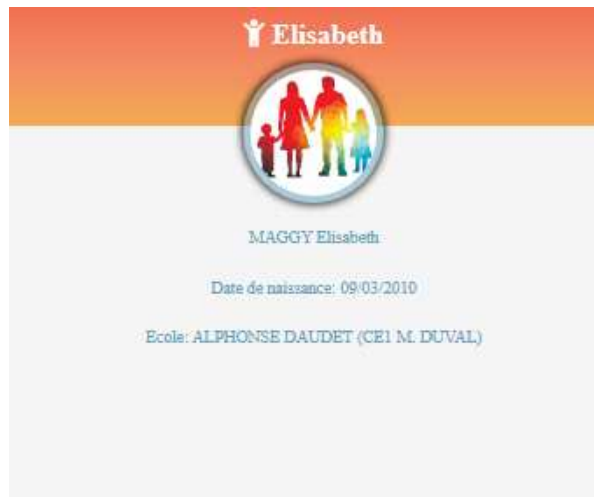 Elisabeth
MAGGY Elisabeth
Date de naissance: 09/03/2010
Ecole: ALPHONSE DAUDET (CE1 M. DUVAL)